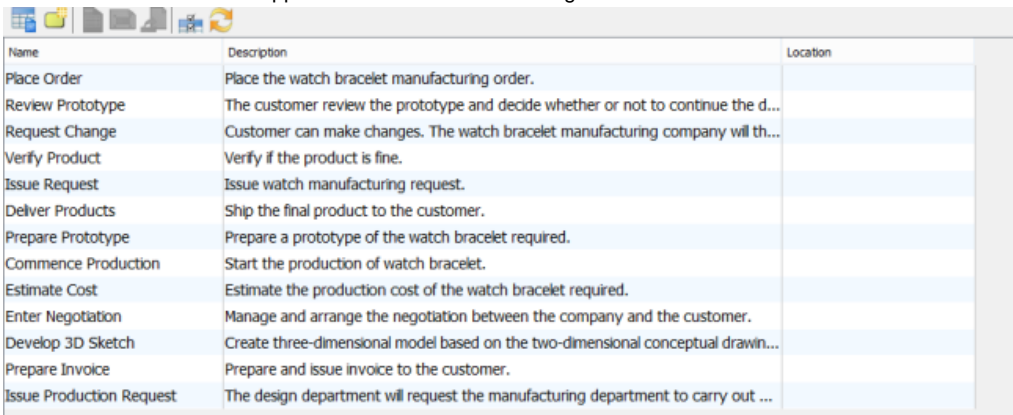 Name Description Location
Place Order Place the watch bracelet manufacturing order.
Review Prototype The customer review the prototype and decide whether or not to continue the d...
Request Change Customer can make changes. The watch bracelet manufacturing company will th...
Verify Product Verify if the product is fine.
Issue Request Issue watch manufacturing request.
Deliver Products Ship the final product to the customer.
Prepare Prototype Prepare a prototype of the watch bracelet required.
Commence Production Start the production of watch bracelet.
Estimate Cost Estimate the production cost of the watch bracelet required.
Enter Negotiation Manage and arrange the negotiation between the company and the customer.
Develop 3D Sketch Create three-dimensional model based on the two-dimensional conceptual drawin...
Prepare Invoice Prepare and issue invoice to the customer.
Issue Production Request The design department will request the manufacturing department to carry out ...